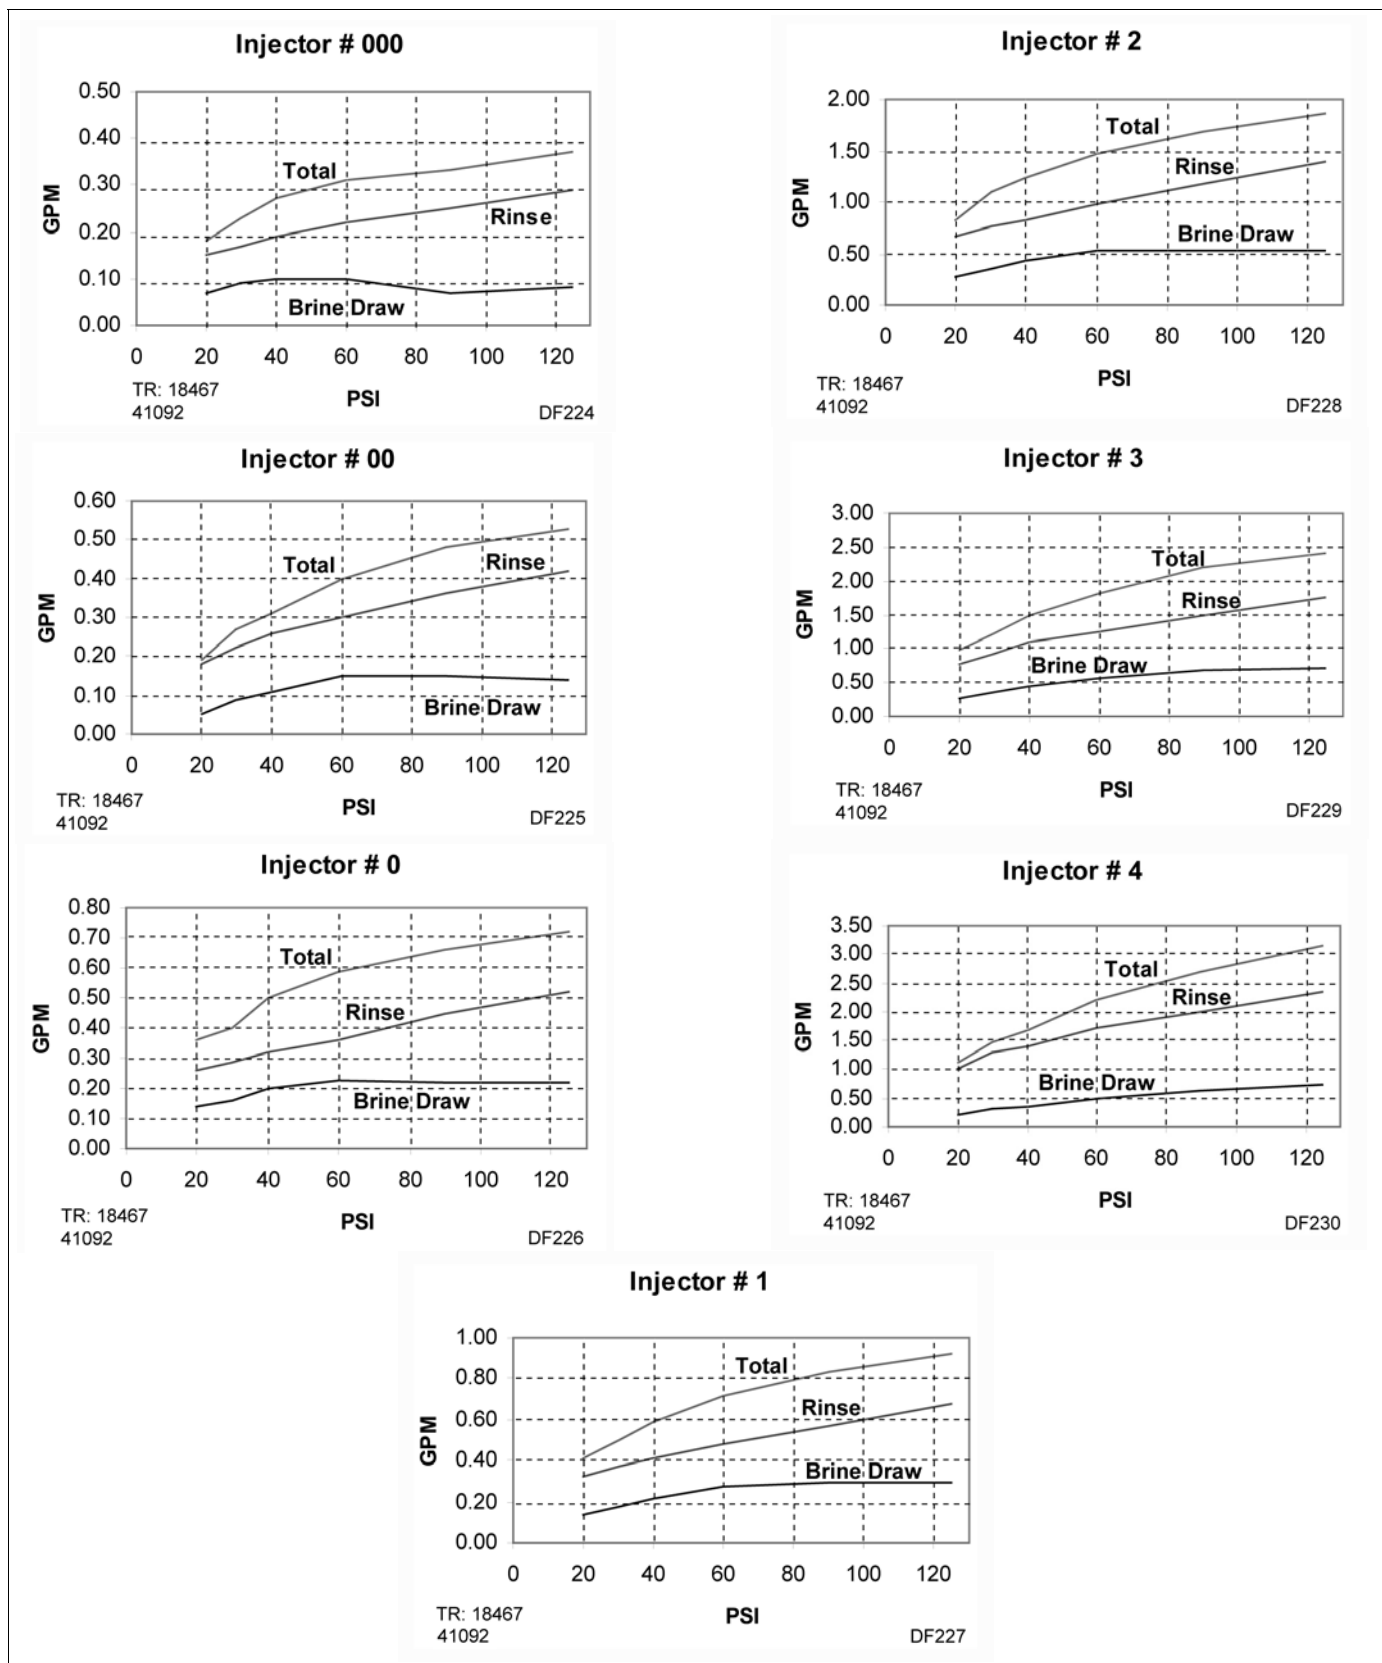 Injector # 000
0.50
0.40
0.30
0.20
0.10
0.00
GPM
Total
Rinse
Brine Draw
0 20 40 60 80 100 120
PSI
TR: 18467
41092
DF224
Injector # 2
2.00
1.50
1.00
0.50
0.00
GPM
Total
Rinse
Brine Draw
0 20 40 60 80 100 120
PSI
TR: 18467
41092
DF228
Injector # 00
0.60
0.50
0.40
0.30
0.20
0.10
0.00
GPM
Total
Rinse
Brine Draw
0 20 40 60 80 100 120
PSI
TR: 18467
41092
DF225
Injector # 3
3.00
2.50
2.00
1.50
1.00
0.50
0.00
GPM
Total
Rinse
Brine Draw
0 20 40 60 80 100 120
PSI
TR: 18467
41092
DF229
Injector # 0
0.80
0.70
0.60
0.50
0.40
0.30
0.20
0.10
0.00
GPM
Total
Rinse
Brine Draw
0 20 40 60 80 100 120
PSI
TR: 18467
41092
DF226
Injector # 4
3.50
3.00
2.50
2.00
1.50
1.00
0.50
0.00
GPM
Total
Rinse
Brine Draw
0 20 40 60 80 100 120
PSI
TR: 18467
41092
DF230
Injector # 1
1.00
0.80
0.60
0.40
0.20
0.00
GPM
Total
Rinse
Brine Draw
0 20 40 60 80 100 120
PSI
TR: 18467
41092
DF227